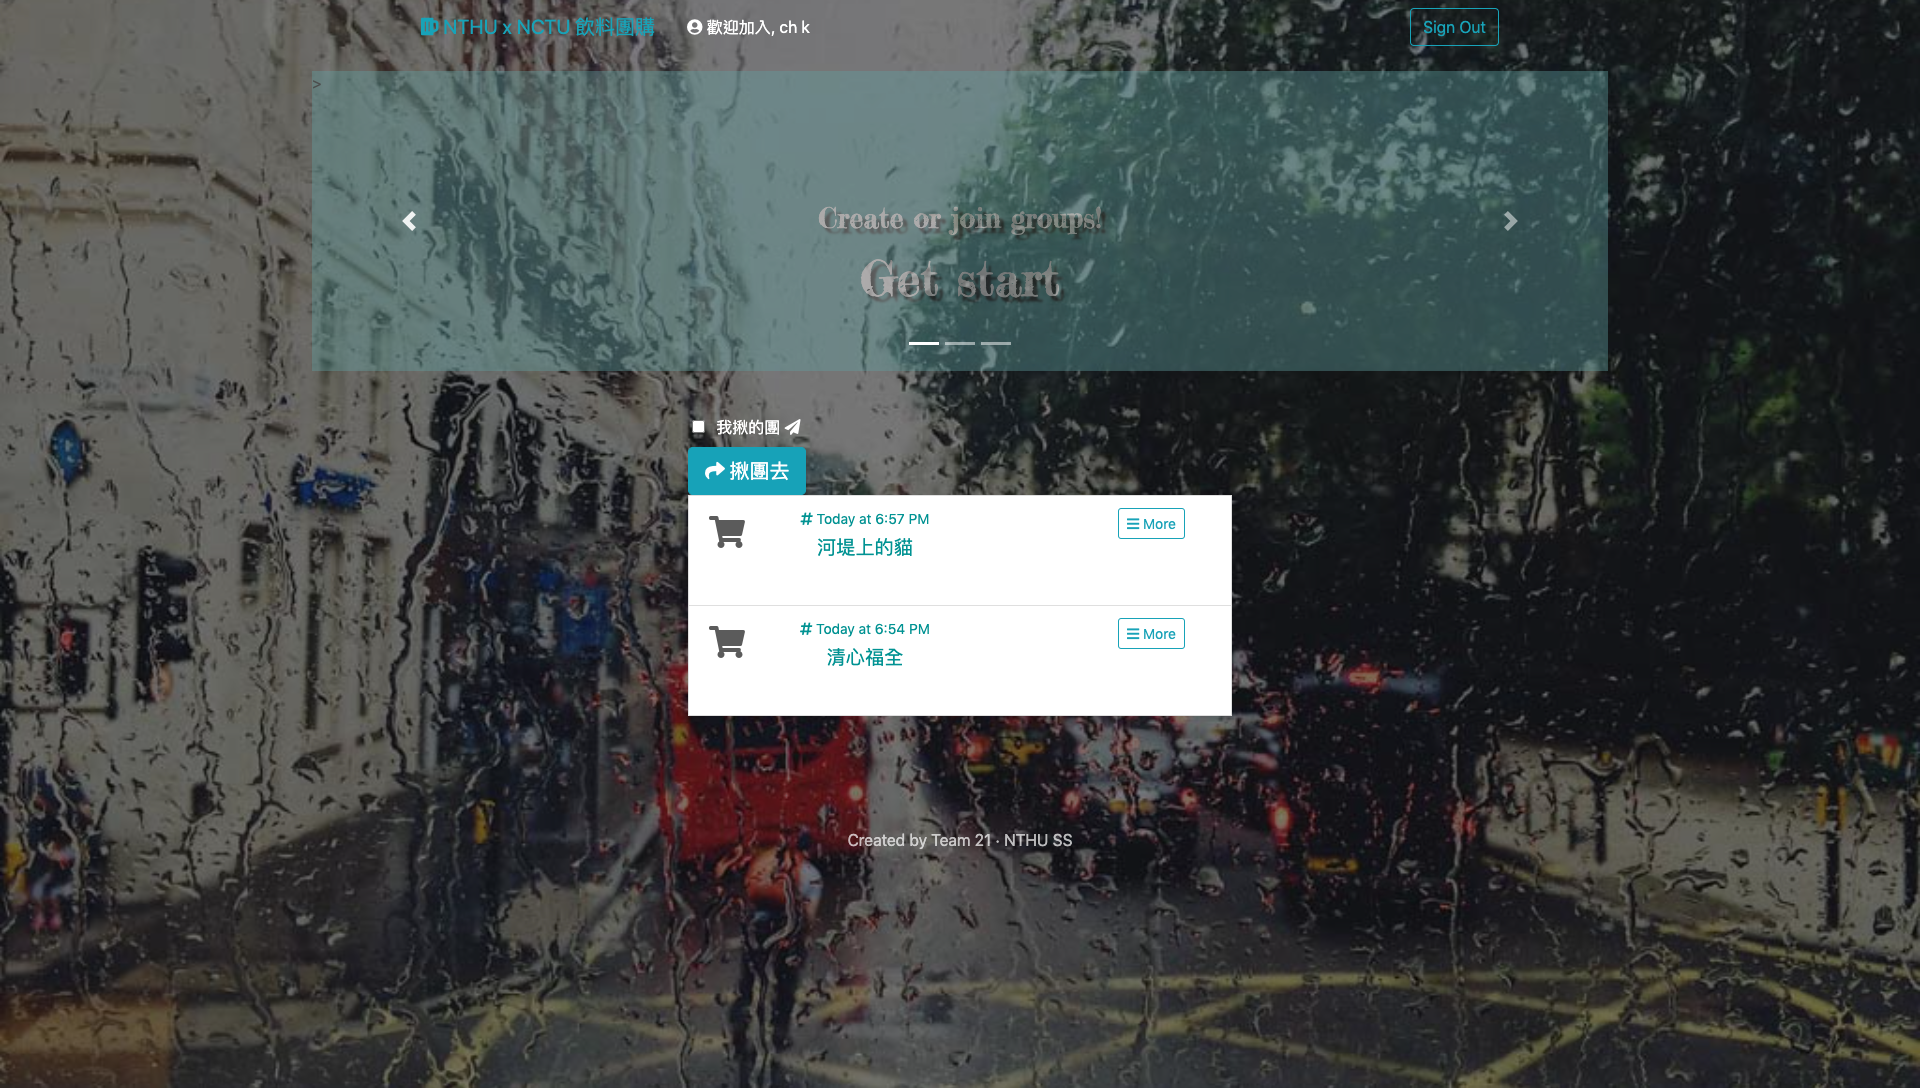 NTHU x NCTU 飲料團購
歡迎加入, ch k
Sign Out
>
Create or join groups!
Get start
我揪的團
揪團去
# Today at 6:57 PM
More
河堤上的貓
# Today at 6:54 PM
More
清心福全
Created by Team 21 · NTHU SS